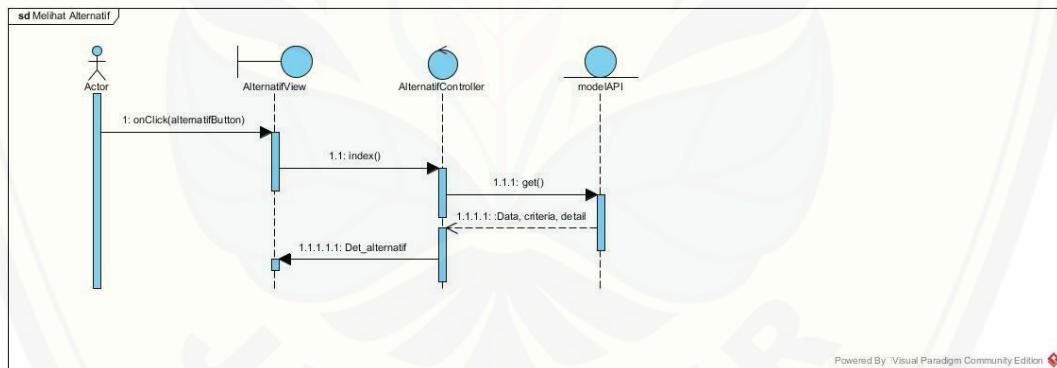 sd Melihat Alternatif
Actor
AlternatifView
AlternatifController
modelAPI
1: onClick(alternatifButton)
1.1: index()
1.1.1: get()
1.1.1.1: :Data, criteria, detail
1.1.1.1.1: Det_alternatif
Powered By Visual Paradigm Community Edition